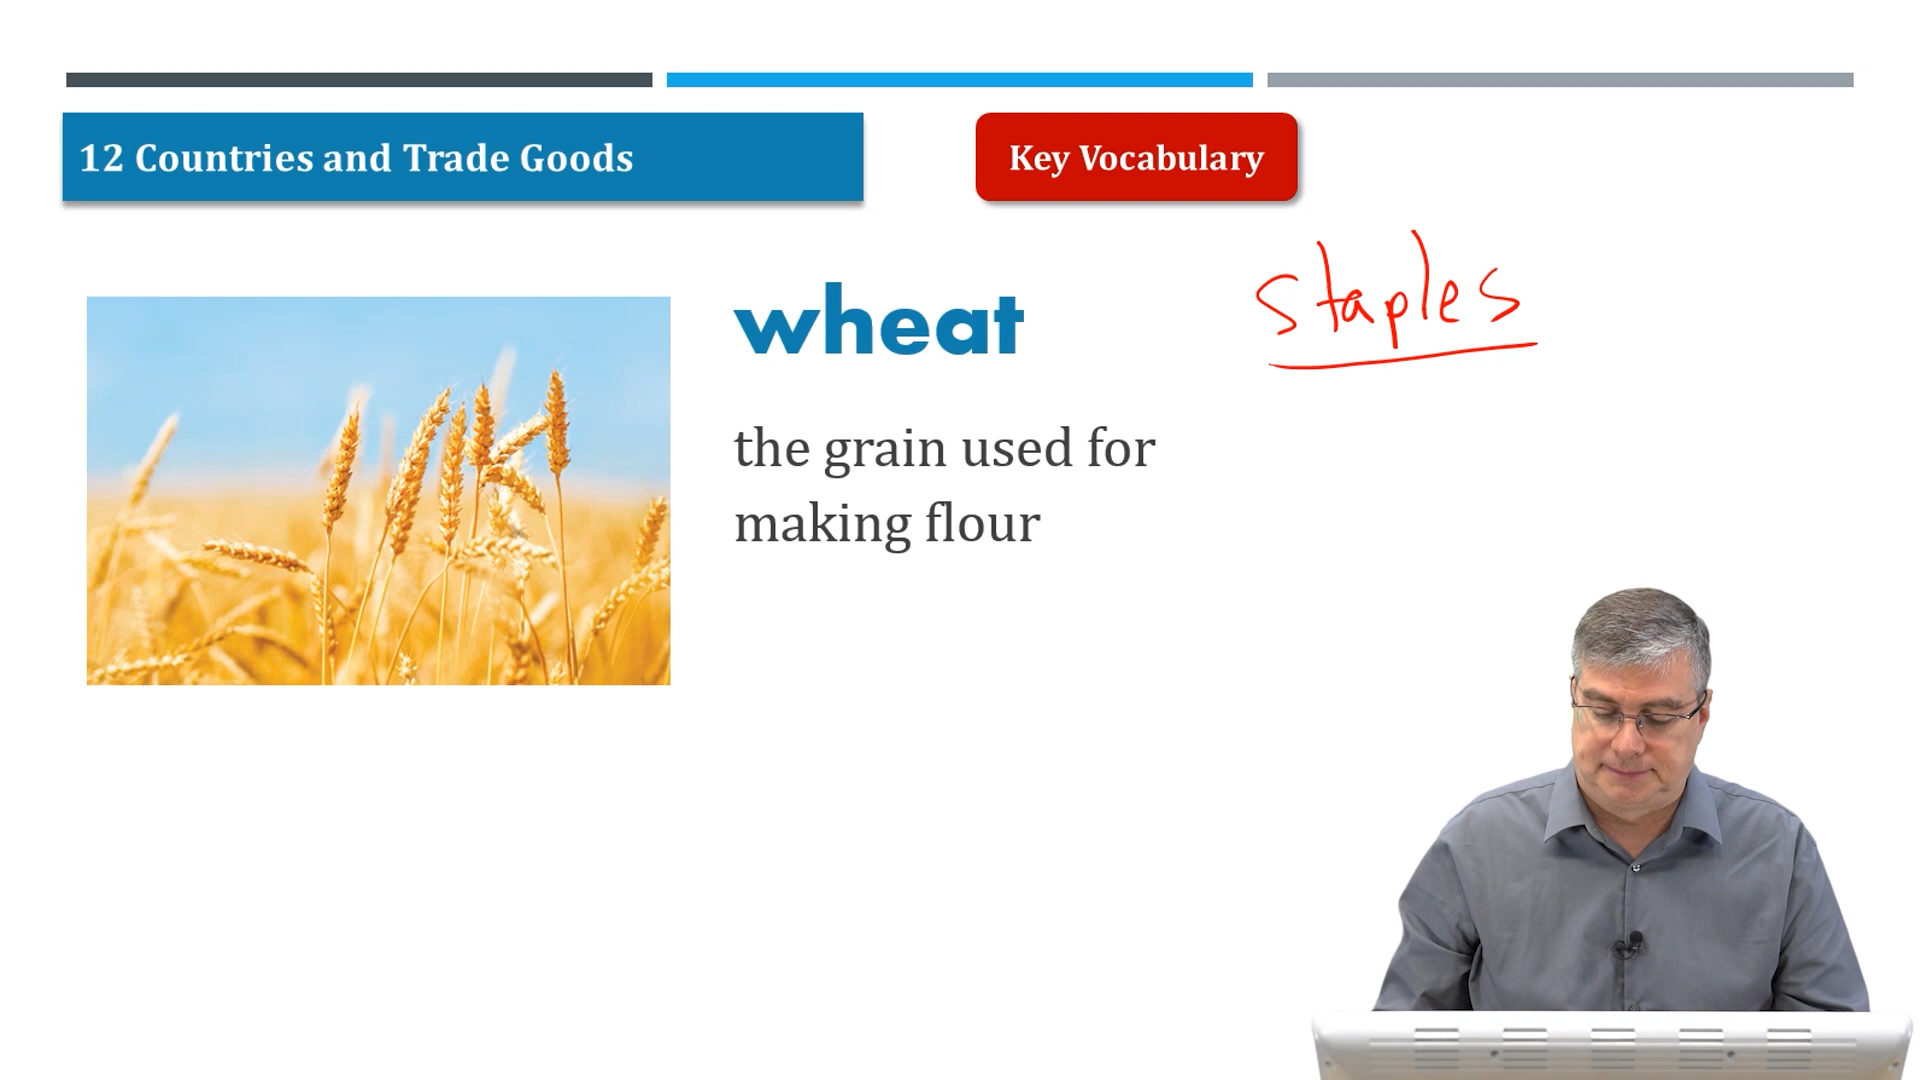 12 Countries and Trade Goods
Key Vocabulary
wheat
staples
the grain used for
making flour